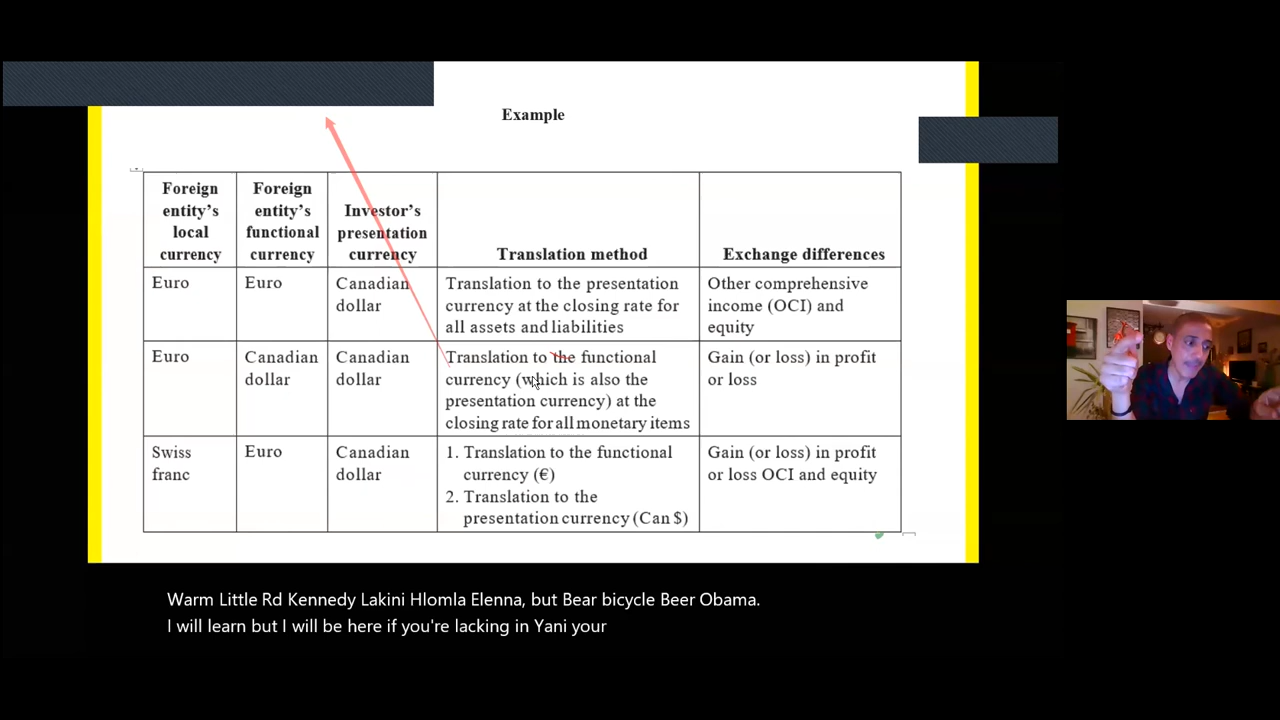 Example
Foreign entity's local currency
Foreign entity's functional currency
Investor's presentation currency
Translation method
Exchange differences
Euro
Euro
Canadian
dollar
Translation to the presentation
currency at the closing rate for
all assets and liabilities
Other comprehensive
income (OCI) and
equity
Euro
Canadian
dollar
Canadian
dollar
Translation to the functional
currency (which is also the
presentation currency) at the
closing rate for all monetary items
Gain (or loss) in profit
or loss
Swiss
franc
Euro
Canadian
dollar
1. Translation to the functional
currency (€)
2. Translation to the
presentation currency (Can $)
Gain (or loss) in profit
or loss OCI and equity
Warm Little Rd Kennedy Lakini Hlomla Elenna, but Bear bicycle Beer Obama.
I will learn but I will be here if you're lacking in Yani your